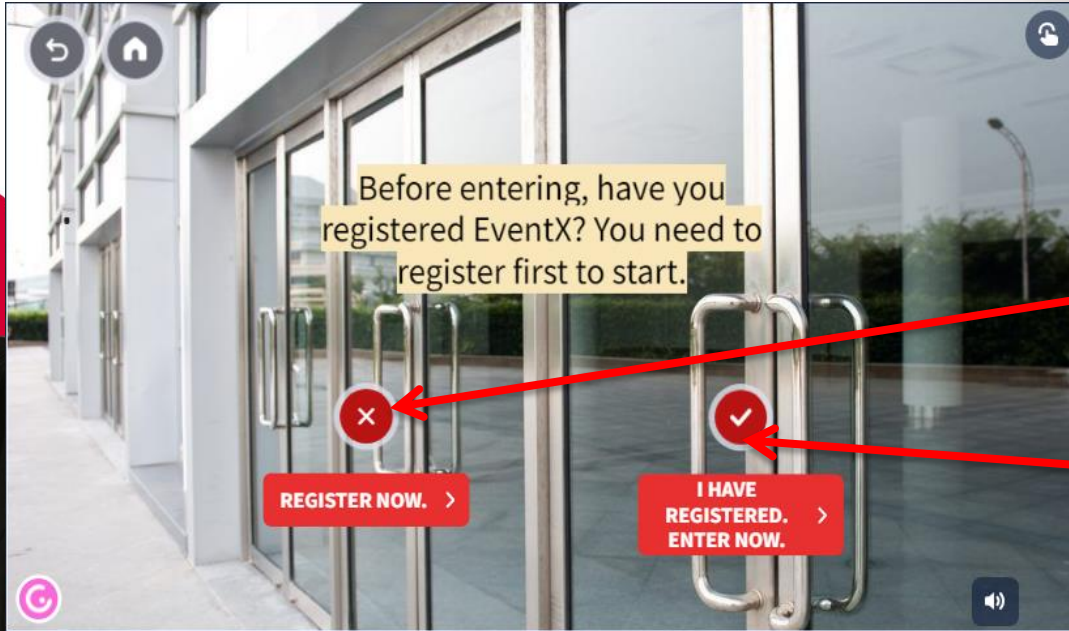 Before entering, have you
registered EventX? You need to
register first to start.
REGISTER NOW.
I HAVE
REGISTERED.
ENTER NOW.